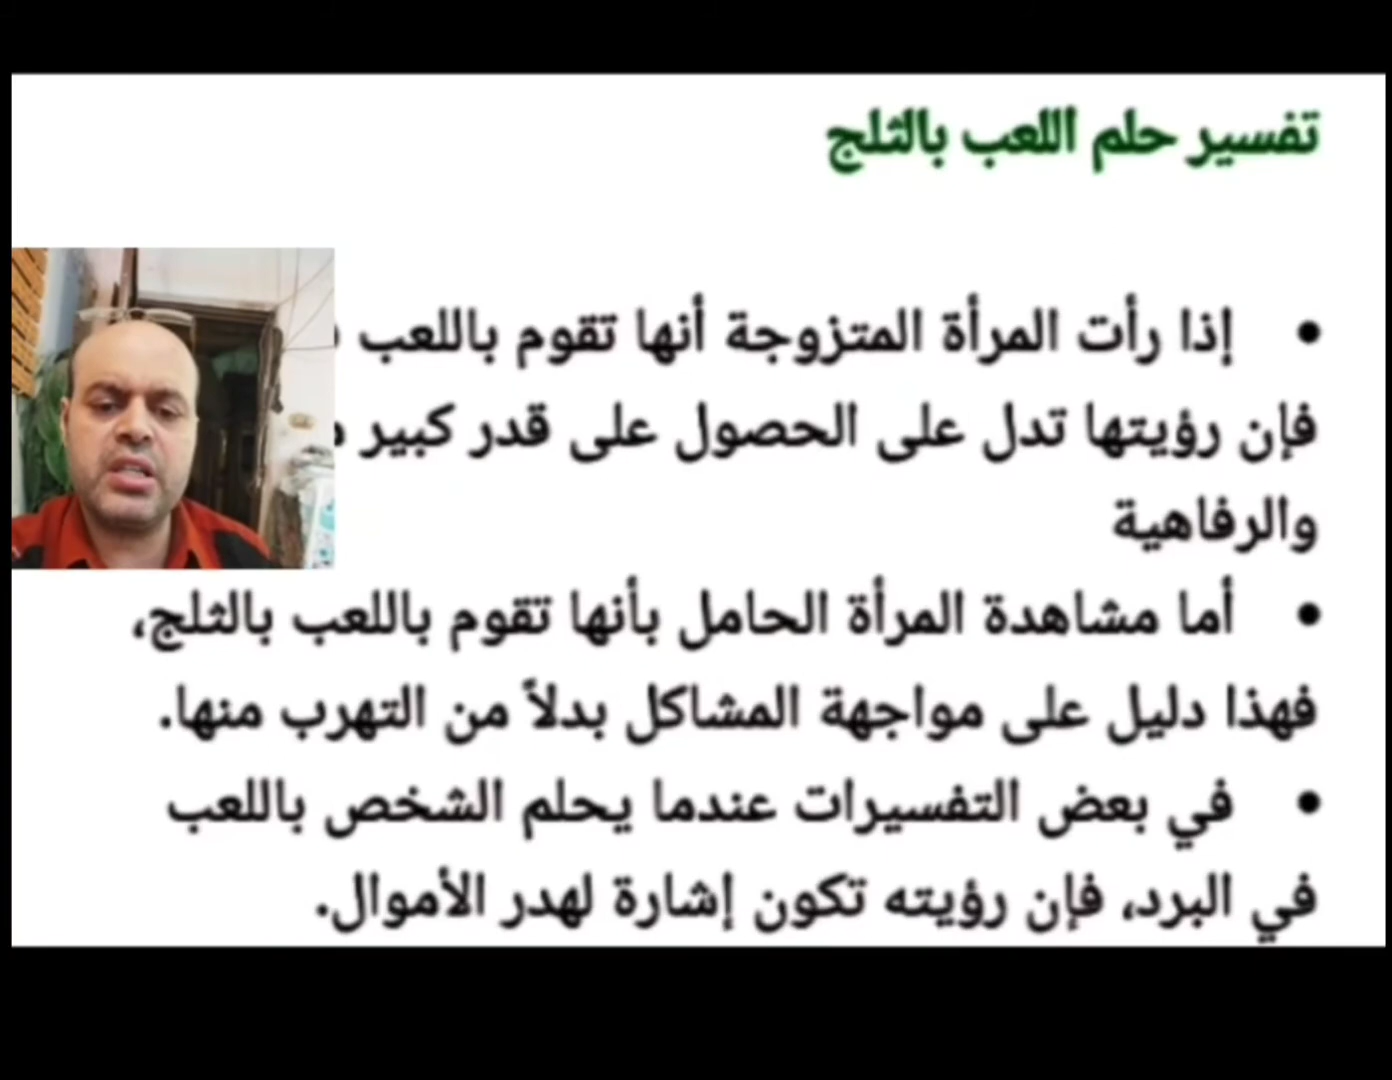 تفسير حلم اللعب بالثلج
• إذا رأت المرأة المتزوجة أنها تقوم باللعب
فإن رؤيتها تدل على الحصول على قدر كبير
والرفاهية
• أما مشاهدة المرأة الحامل بأنها تقوم باللعب بالثلج،
فهذا دليل على مواجهة المشاكل بدلاً من التهرب منها.
• في بعض التفسيرات عندما يحلم الشخص باللعب
في البرد، فإن رؤيته تكون إشارة لهدر الأموال.